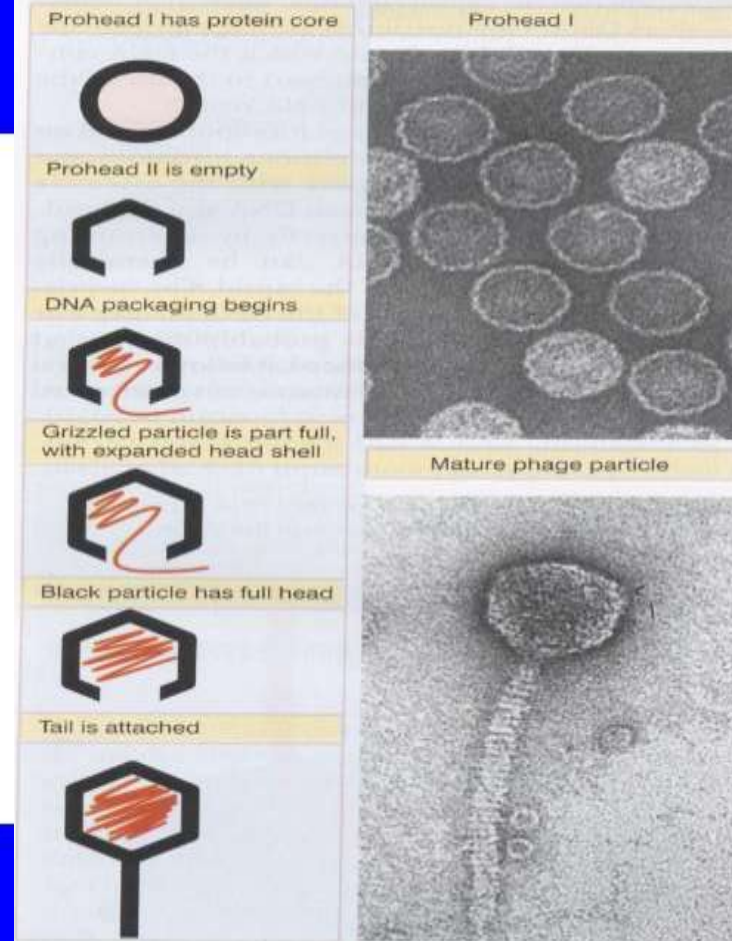 Prohead I has protein core
Prohead II is empty
DNA packaging begins
Grizzled particle is part full,
with expanded head shell
Black particle has full head
Tail is attached
Prohead I
Mature phage particle